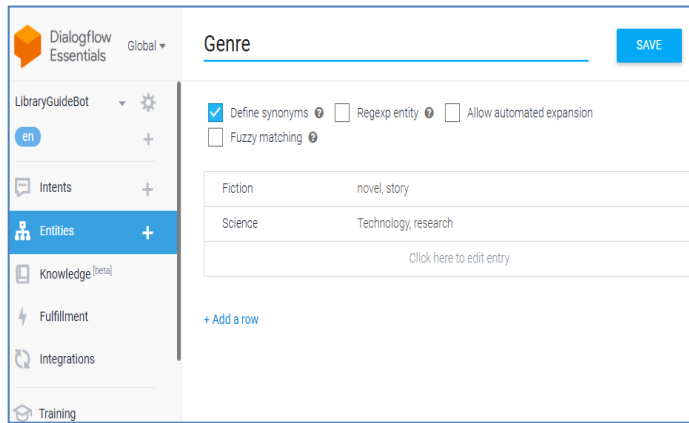 Dialogflow
Essentials
Global
Genre
SAVE
LibraryGuideBot
en
Define synonyms
Regexp entity
Allow automated expansion
Fuzzy matching
Intents
Entities
Knowledge [beta]
Fulfillment
Integrations
Training
Fiction novel, story
Science Technology, research
Click here to edit entry
+ Add a row